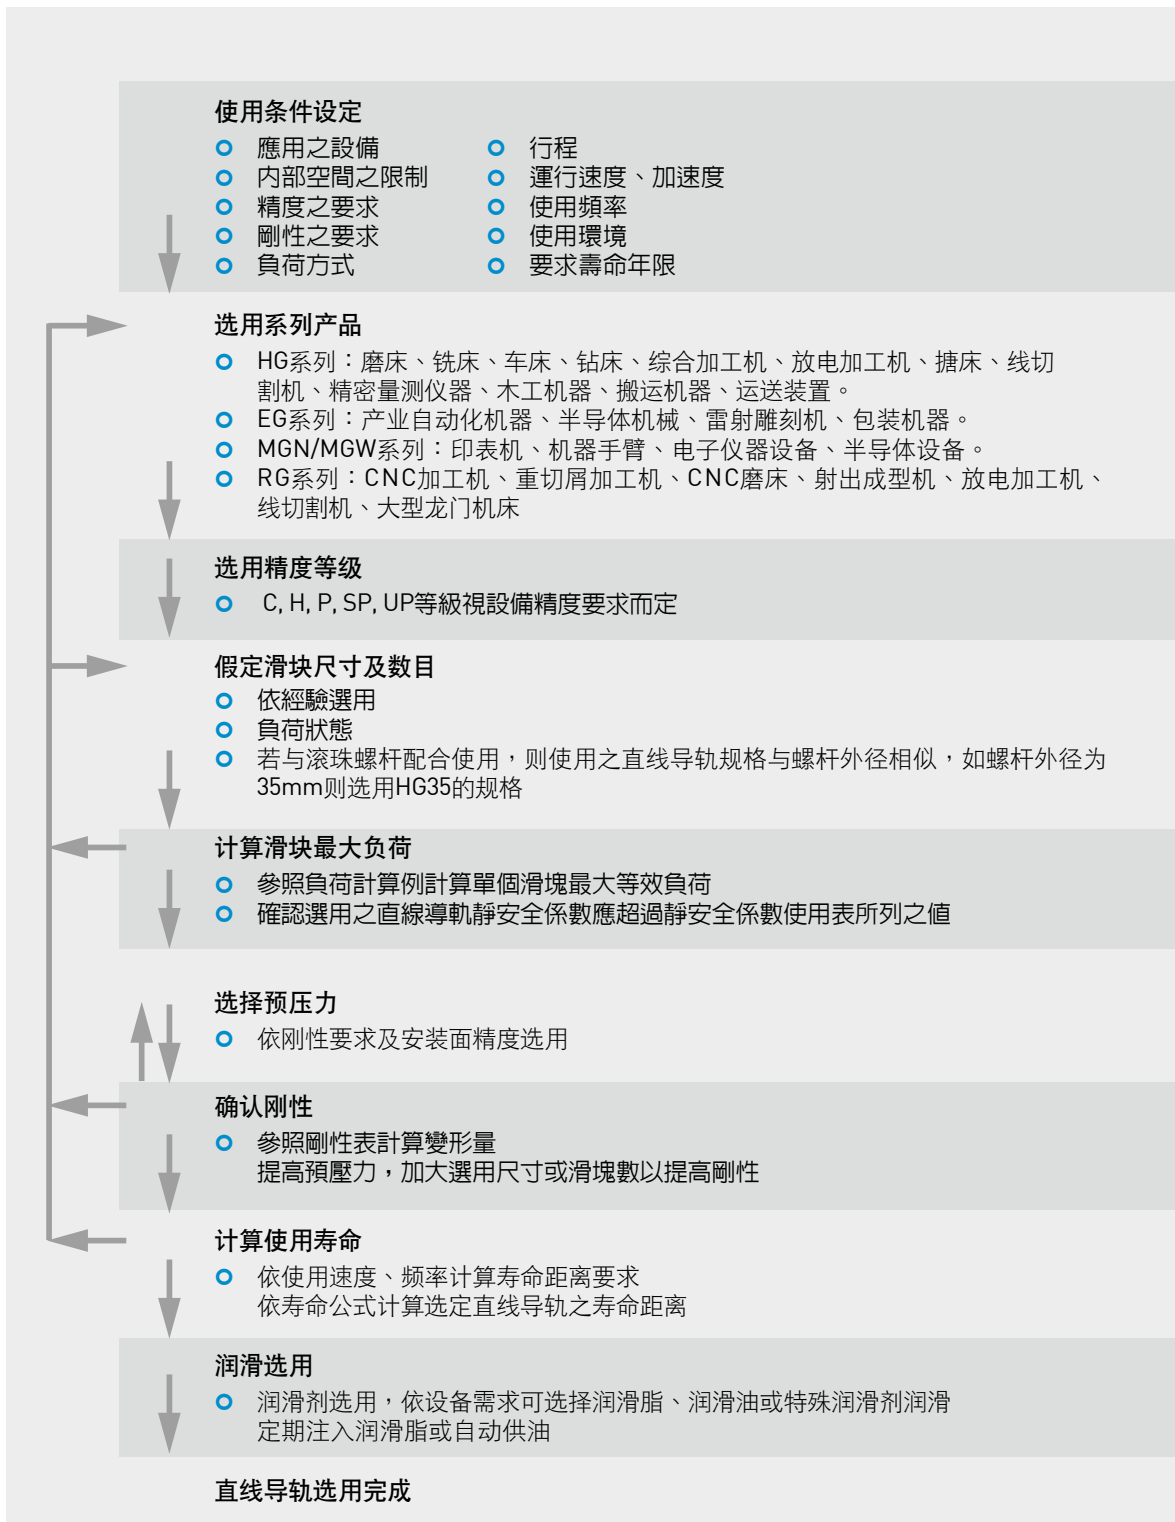 使用条件设定
應用之設備
行程
内部空間之限制
運行速度、加速度
精度之要求
使用頻率
剛性之要求
使用環境
負荷方式
要求壽命年限
选用系列产品
HG系列：磨床、铣床、车床、钻床、综合加工机、放电加工机、搪床、线切
割机、精密量测仪器、木工机器、搬运机器、运送装置。
EG系列：产业自动化机器、半导体机械、雷射雕刻机、包装机器。
MGN/MGW系列：印表机、机器手臂、电子仪器设备、半导体设备。
RG系列：CNC加工机、重切屑加工机、CNC磨床、射出成型机、放电加工机、
线切割机、大型龙门机床
选用精度等级
C, H, P, SP, UP等級視設備精度要求而定
假定滑块尺寸及数目
依經驗選用
負荷狀態
若与滚珠螺杆配合使用，则使用之直线导轨规格与螺杆外径相似，如螺杆外径为
35mm则选用HG35的规格
计算滑块最大负荷
參照負荷計算例計算單個滑塊最大等效負荷
確認選用之直線導軌靜安全係數應超過靜安全係數使用表所列之值
选择预压力
依刚性要求及安装面精度选用
确认刚性
參照剛性表計算變形量
提高預壓力，加大選用尺寸或滑塊數以提高剛性
计算使用寿命
依使用速度、频率计算寿命距离要求
依寿命公式计算选定直线导轨之寿命距离
润滑选用
润滑剂选用，依设备需求可选择润滑脂、润滑油或特殊润滑剂润滑
定期注入润滑脂或自动供油
直线导轨选用完成